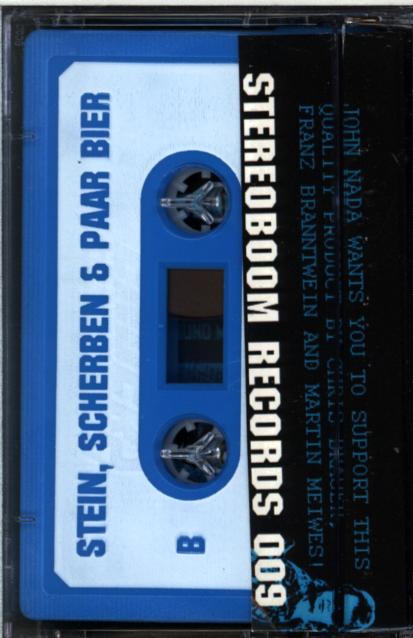 STEIN, SCHERBEN & PAAR BIER
B
STEREOBOOM RECORDS 009
JOHN NADA WANTS YOU TO SUPPORT THIS
QUALITY PRODUCT BY CHRIS
FRANZ BRANNTWEIN AND MARTIN MEIWES!